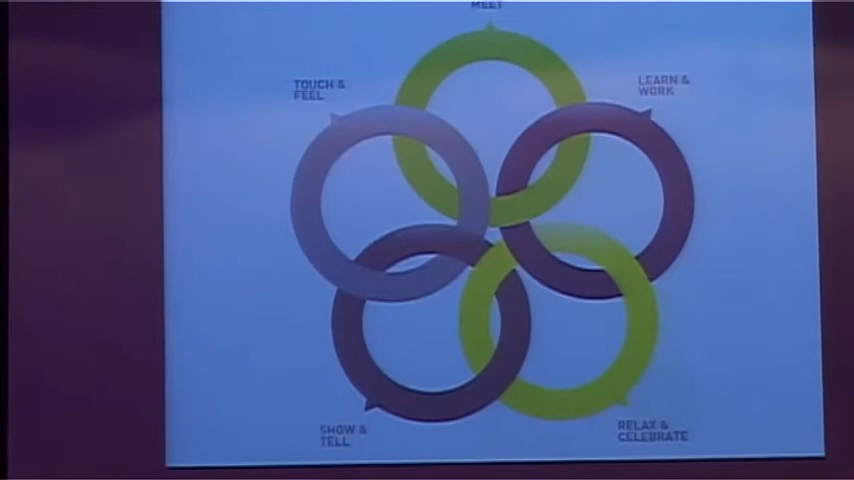 MEET
TOUCH &
FEEL
LEARN &
WORK
SHOW &
TELL
RELAX &
CELEBRATE